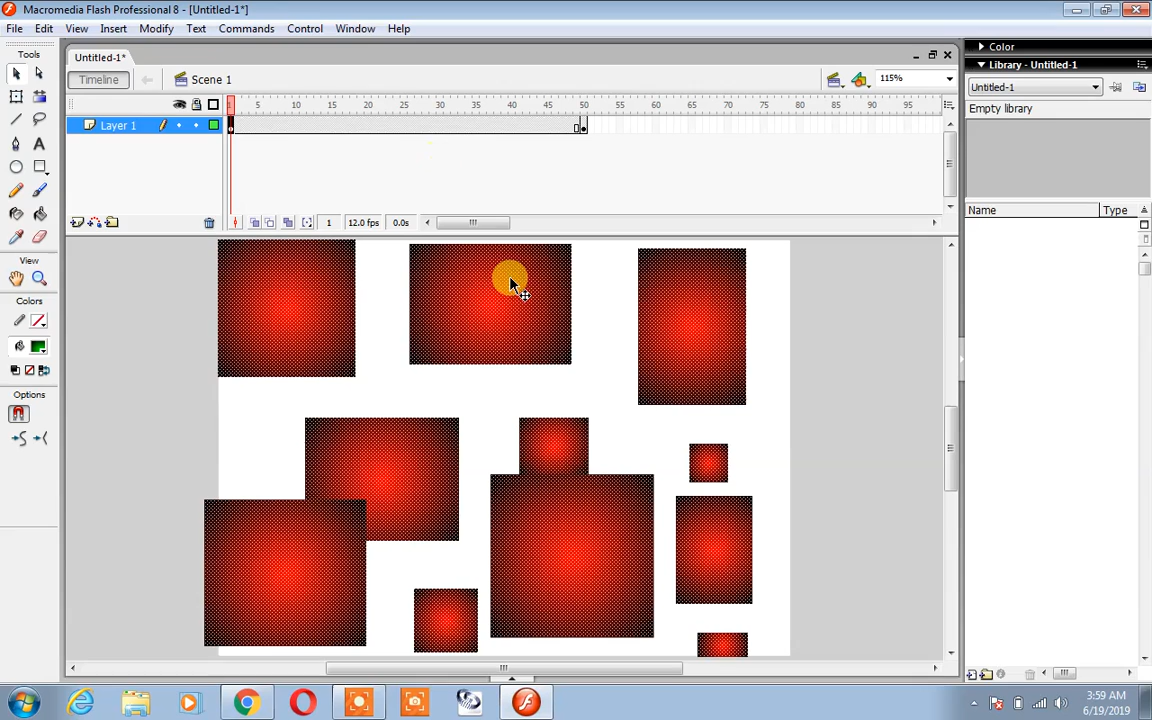 Macromedia Flash Professional 8 - [Untitled-1*]
File Edit View Insert Modify Text Commands Control Window Help
Tools
Untitled-1*
Timeline
Scene 1
115%
5 10 15 20 25 30 35 40 45 50 55 60 65 70 75 80 85 90 95
Layer 1
1 12.0 fps 0.0s
View
Colors
Options
Color
Library - Untitled-1
Untitled-1
Empty library
Name Type
3:59 AM
6/19/2019